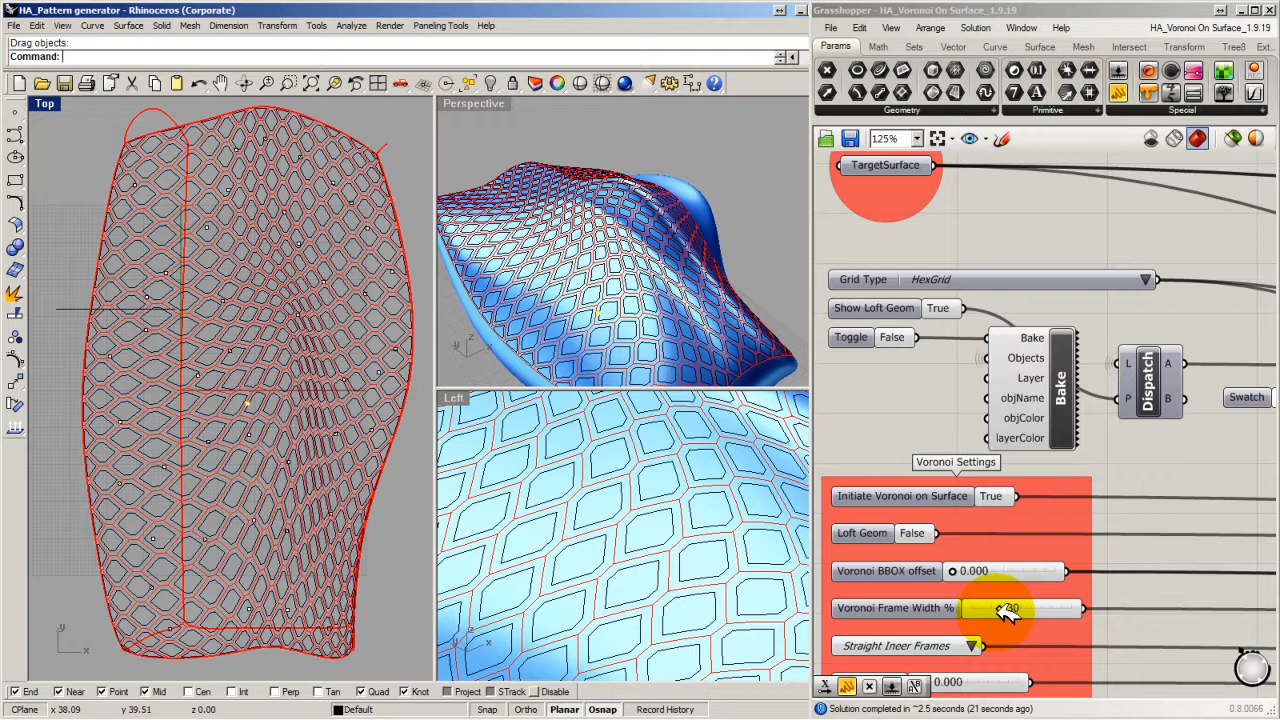 HA_Pattern generator - Rhinoceros (Corporate)
File Edit View Curve Surface Solid Mesh Dimension Transform Tools Analyze Render Paneling Tools Help
Drag objects:
Command:
Top
Perspective
Left
y
x
z
y
x
z
y
End Near Point Mid Cen Int Perp Tan Quad Knot Project STrack Disable
CPlane x 38.09 y 39.51 z 0.00 Default Snap Ortho Planar Osnap Record History
Grasshopper - HA_Voronoi On Surface_1.9.19
File Edit View Arrange Solution Window Help HA_Voronoi On Surface_1.9.19
Params Math Sets Vector Curve Surface Mesh Intersect Transform Tree8 Ext..
Geometry Primitive Special
125%
TargetSurface
Grid Type HexGrid
Show Loft Geom True
Toggle False
Bake
Objects
Layer
objName
objColor
layerColor
Bake
L A
P B
Dispatch
Swatch
Voronoi Settings
Initiate Voronoi on Surface True
Loft Geom False
Voronoi BBOX offset 0.000
Voronoi Frame Width %
Straight Ineer Frames
0.000
Solution completed in ~2.5 seconds (21 seconds ago) 0.8.0066